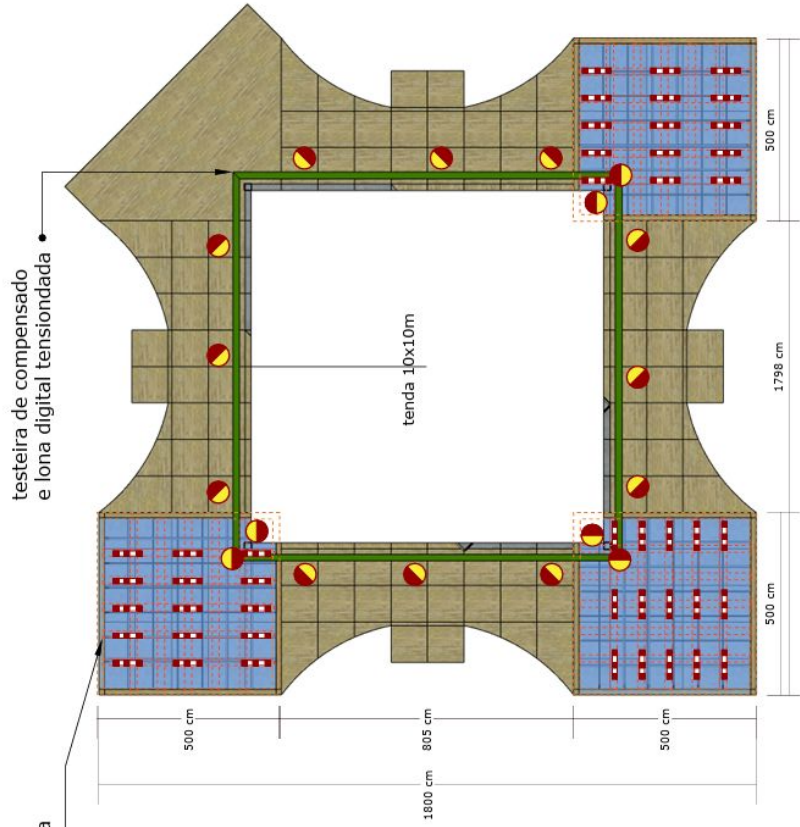 testeira de compensado
e lona digital tensiondada
tenda 10x10m
500 cm
1798 cm
500 cm
500 cm
805 cm
500 cm
1800 cm